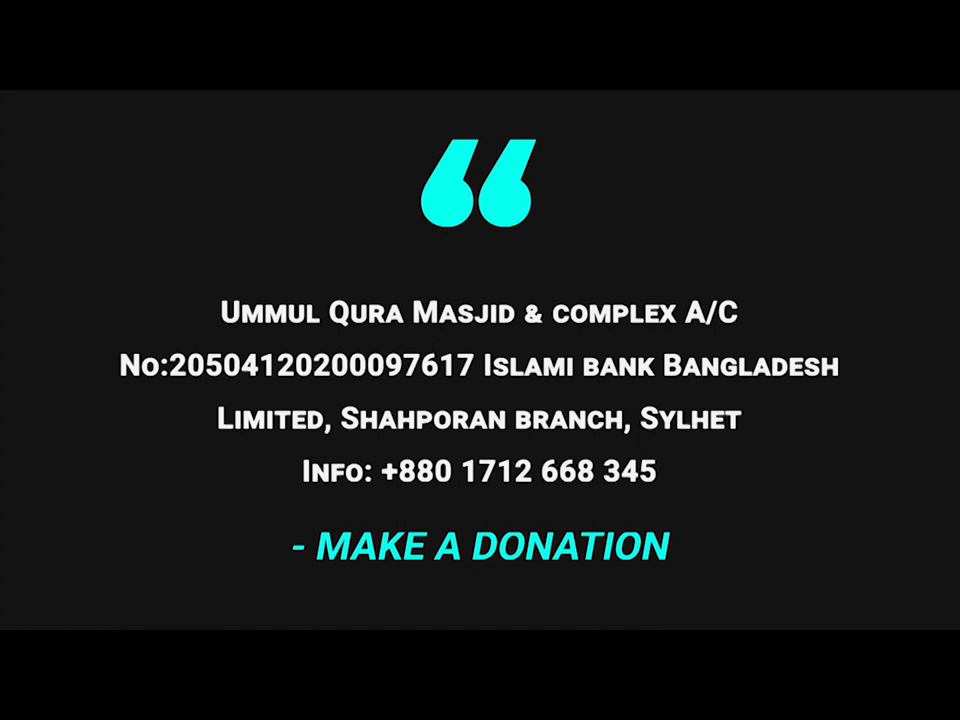 “
Ummul Qura Masjid & complex A/C
No:20504120200097617 Islami bank Bangladesh
Limited, Shahporan branch, Sylhet
Info: +880 1712 668 345
- MAKE A DONATION